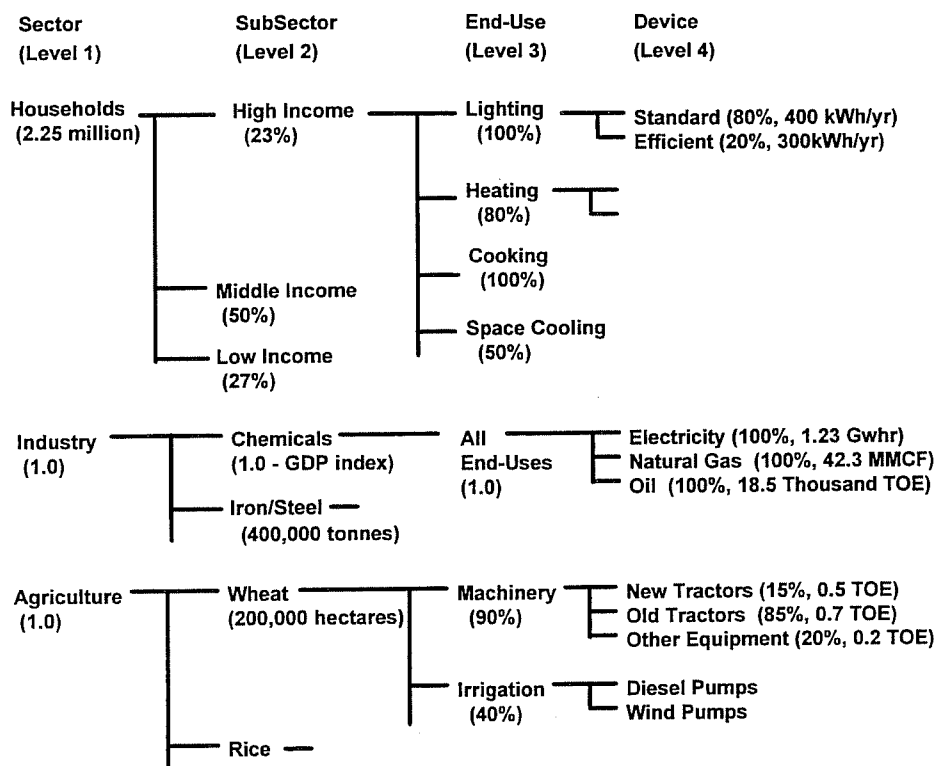 Sector SubSector End-Use Device
(Level 1) (Level 2) (Level 3) (Level 4)
Households High Income Lighting Standard (80%, 400 kWh/yr)
(2.25 million) (23%) (100%) Efficient (20%, 300kWh/yr)
Heating
(80%)
Cooking
(100%)
Middle Income
(50%)
Space Cooling
(50%)
Low Income
(27%)
Industry Chemicals All Electricity (100%, 1.23 Gwhr)
(1.0) (1.0 - GDP index) End-Uses Natural Gas (100%, 42.3 MMCF)
(1.0) Oil (100%, 18.5 Thousand TOE)
Iron/Steel
(400,000 tonnes)
Agriculture Wheat Machinery New Tractors (15%, 0.5 TOE)
(1.0) (200,000 hectares) (90%) Old Tractors (85%, 0.7 TOE)
Other Equipment (20%, 0.2 TOE)
Irrigation Diesel Pumps
(40%) Wind Pumps
Rice